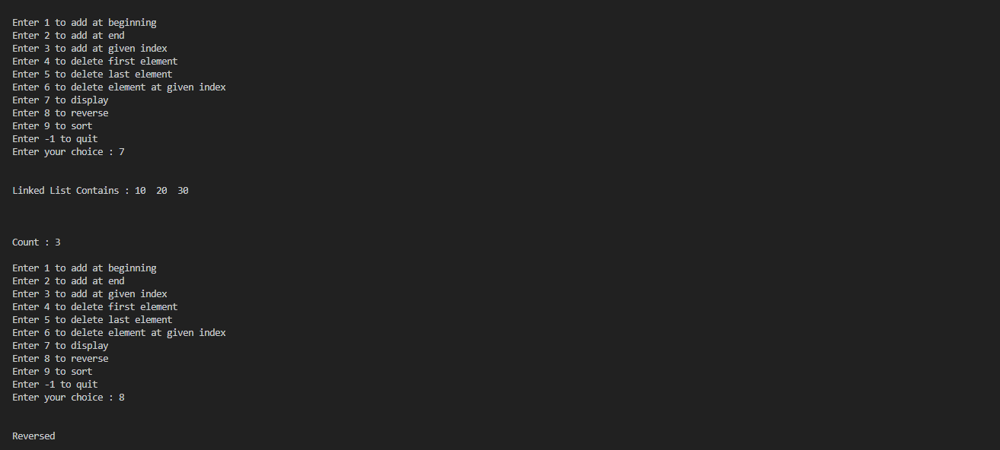 Enter 1 to add at beginning
Enter 2 to add at end
Enter 3 to add at given index
Enter 4 to delete first element
Enter 5 to delete last element
Enter 6 to delete element at given index
Enter 7 to display
Enter 8 to reverse
Enter 9 to sort
Enter -1 to quit
Enter your choice : 7
Linked List Contains : 10  20  30
Count : 3
Enter 1 to add at beginning
Enter 2 to add at end
Enter 3 to add at given index
Enter 4 to delete first element
Enter 5 to delete last element
Enter 6 to delete element at given index
Enter 7 to display
Enter 8 to reverse
Enter 9 to sort
Enter -1 to quit
Enter your choice : 8
Reversed